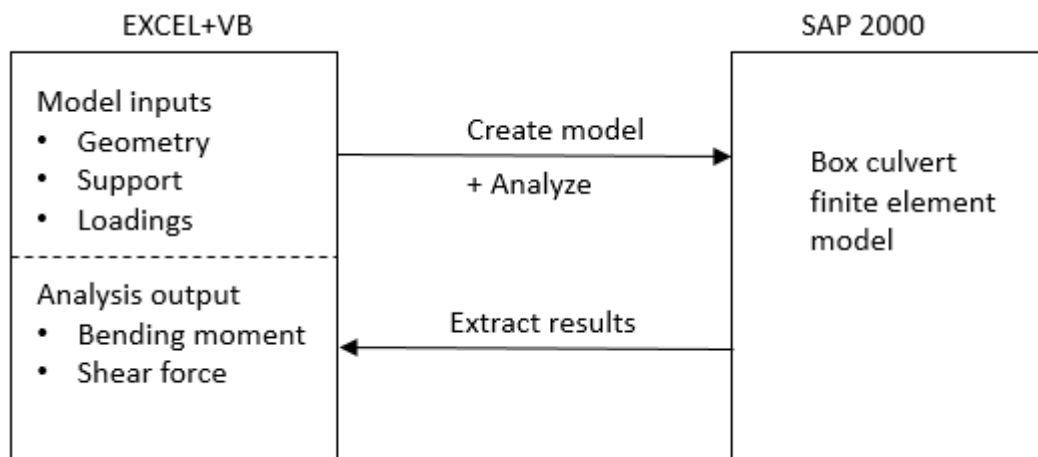 EXCEL+VB
SAP 2000
Model inputs
• Geometry
• Support
• Loadings
Create model
+ Analyze
Box culvert
finite element
model
Analysis output
• Bending moment
• Shear force
Extract results